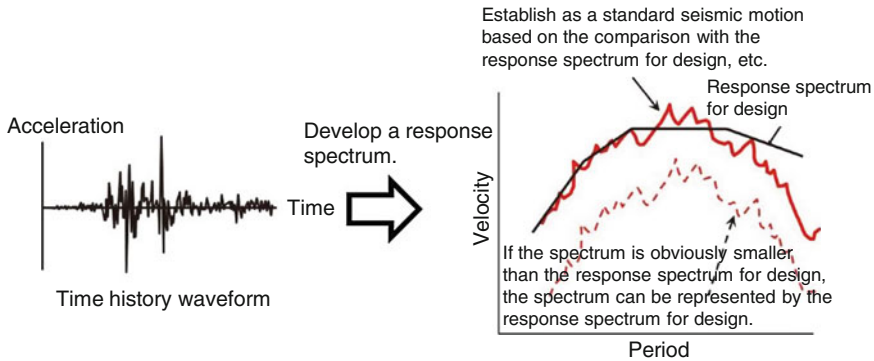 Establish as a standard seismic motion
based on the comparison with the
response spectrum for design, etc.
Response spectrum
for design
Acceleration
Develop a response
spectrum.
Time
Velocity
If the spectrum is obviously smaller
than the response spectrum for design,
the spectrum can be represented by the
response spectrum for design.
Time history waveform
Period